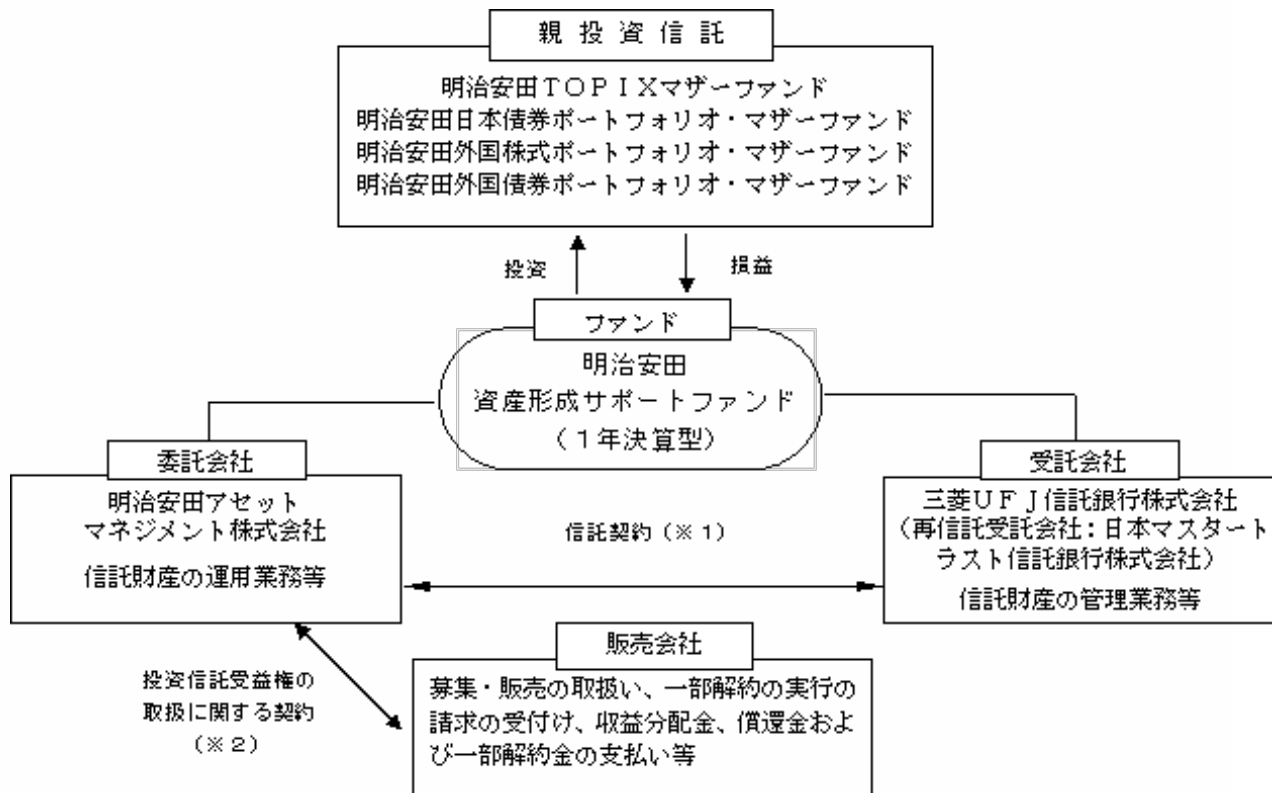 親投資信託
明治安田TOPIXマザーファンド
明治安田日本債券ポートフォリオ・マザーファンド
明治安田外国株式ポートフォリオ・マザーファンド
明治安田外国債券ポートフォリオ・マザーファンド
投資
損益
ファンド
明治安田
資産形成サポートファンド
（１年決算型）
委託会社
明治安田アセット
マネジメント株式会社
信託財産の運用業務等
信託契約（※１）
受託会社
三菱ＵＦＪ信託銀行株式会社
（再信託受託会社：日本マスタート
ラスト信託銀行株式会社）
信託財産の管理業務等
投資信託受益権の
取扱に関する契約
（※２）
販売会社
募集・販売の取扱い、一部解約の実行の
請求の受付け、収益分配金、償還金およ
び一部解約金の支払い等